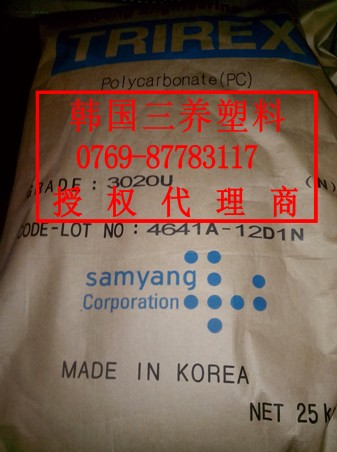 TRIREX
Polycarbonate(PC)
韩国三养塑料
0769-87783117
GRADE: 3020U (N)
授权代理商
CODE-LOT NO: 4641A-12D1N
samyang
Corporation
MADE IN KOREA
NET 25 k